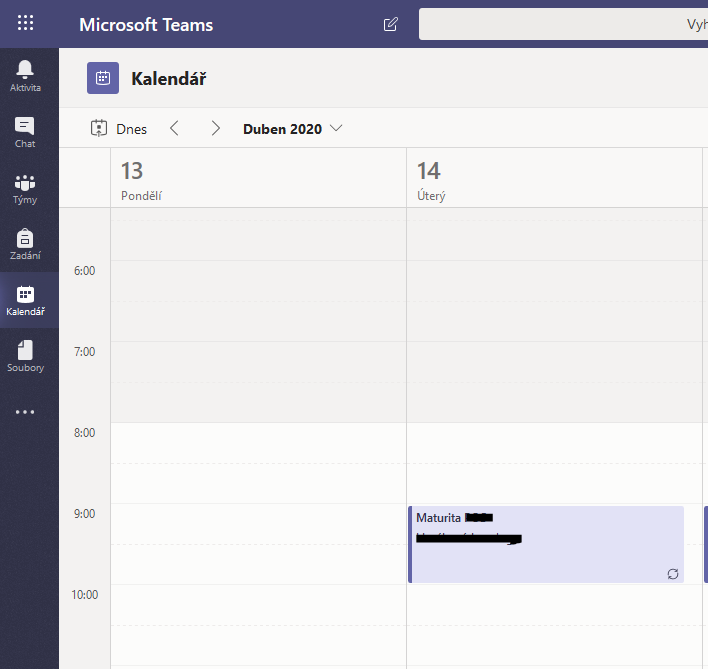 Microsoft Teams
Vyh
Aktivita
Chat
Týmy
Zadání
Kalendář
Soubory
Kalendář
Dnes
Duben 2020
13
Pondělí
14
Úterý
6:00
7:00
8:00
9:00
10:00
Maturita